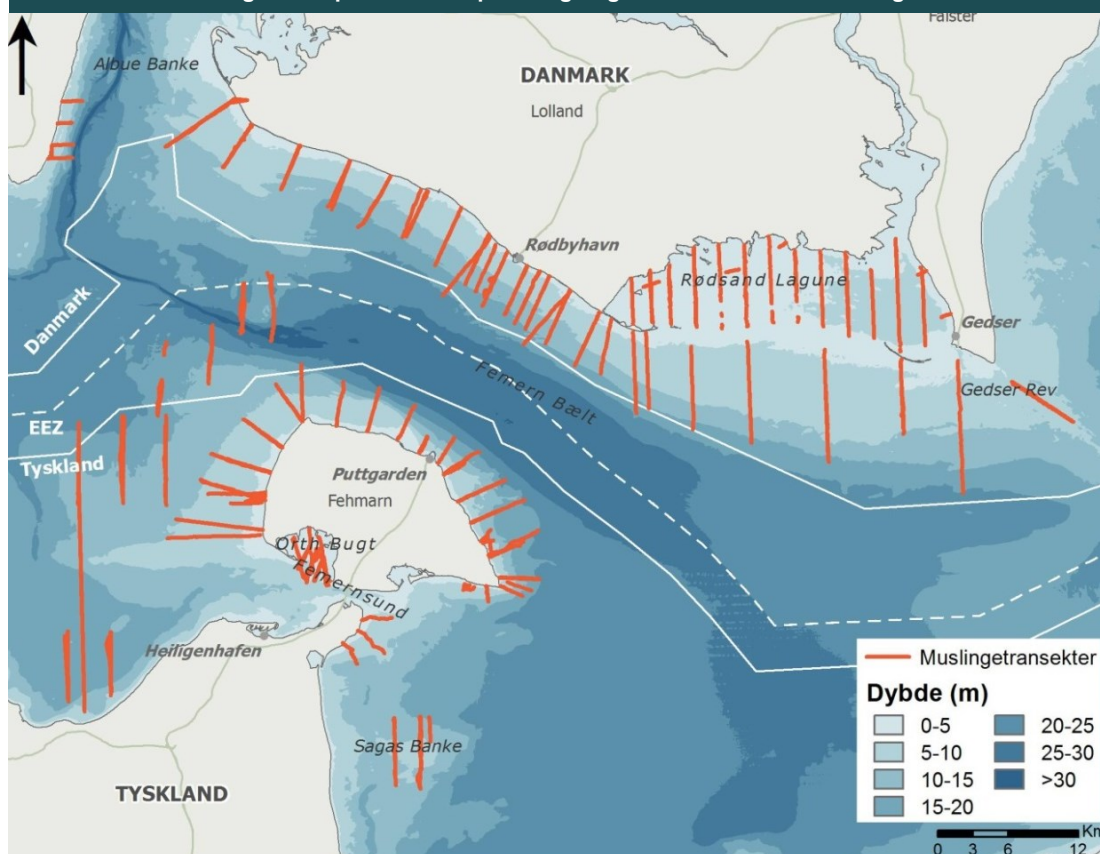 Falster
Albue Banke
DANMARK
Lolland
Rødbyhavn
Rødsand Lagune
Danmark
Gedser
Femern Bælt
Gedser Rev
EEZ
Tyskland
Puttgarden
Fehmarn
Orth Bugt
Femernsund
Heiligenhafen
Muslingetransekter
Dybde (m)
0-5 20-25
5-10 25-30
10-15 >30
15-20
Sagas Banke
TYSKLAND
Km
0 3 6 12